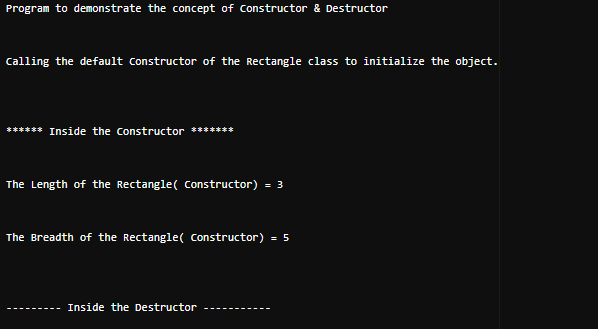 Program to demonstrate the concept of Constructor & Destructor
Calling the default Constructor of the Rectangle class to initialize the object.
****** Inside the Constructor *******
The Length of the Rectangle( Constructor) = 3
The Breadth of the Rectangle( Constructor) = 5
--------- Inside the Destructor -----------